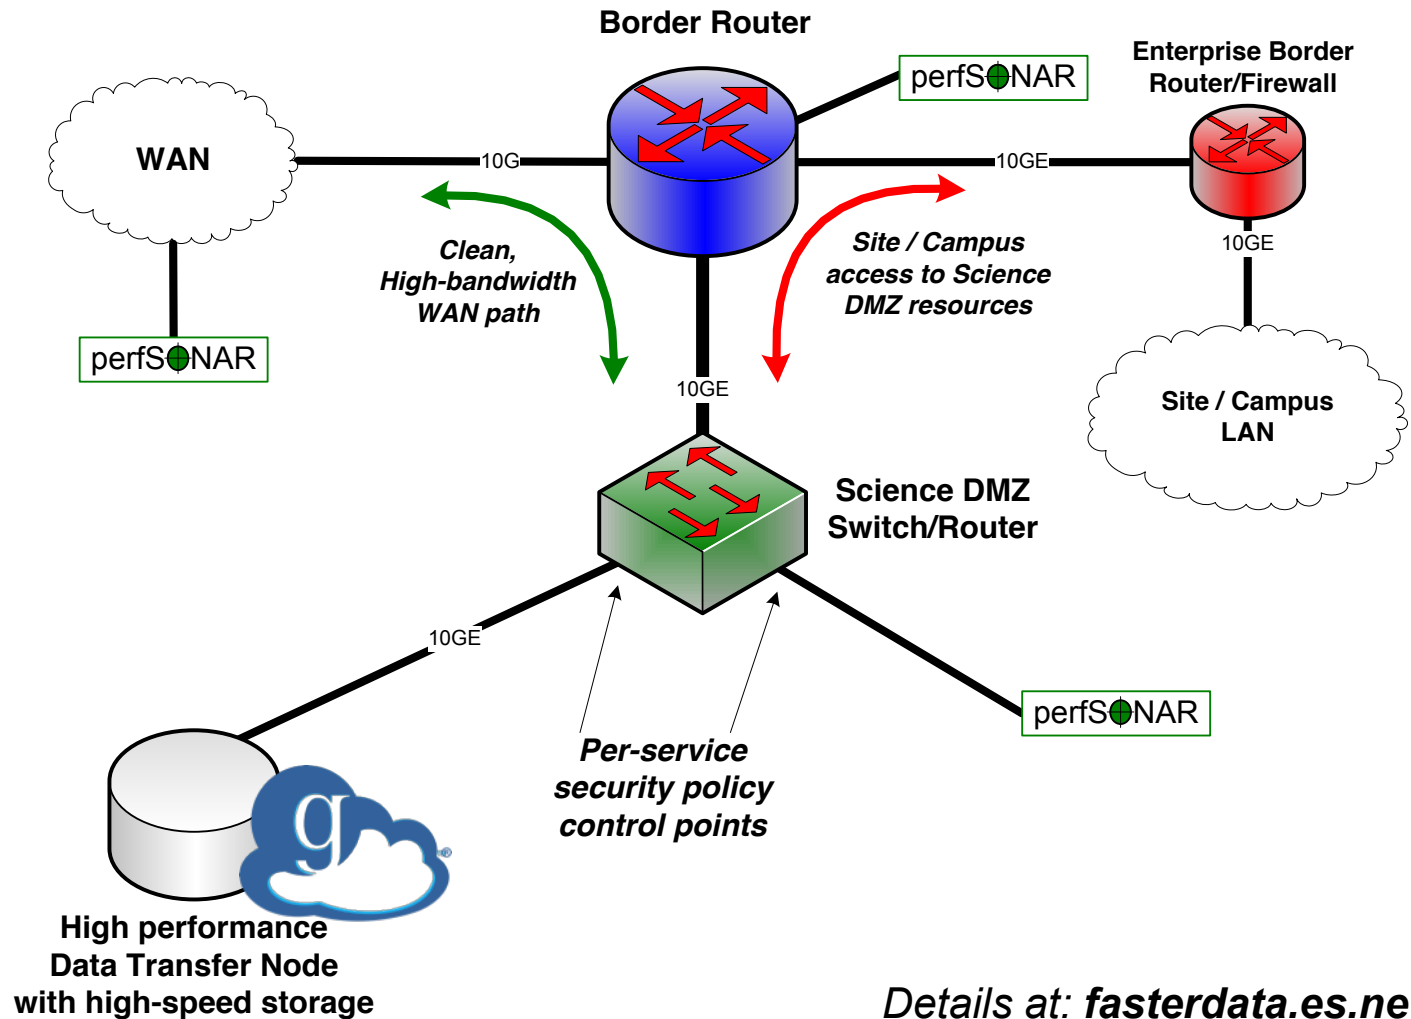 Border Router
perfSONAR
Enterprise Border
Router/Firewall
WAN
10G
10GE
10GE
Clean,
High-bandwidth
WAN path
Site / Campus
access to Science
DMZ resources
perfSONAR
10GE
Site / Campus
LAN
Science DMZ
Switch/Router
10GE
perfSONAR
Per-service
security policy
control points
g
®
High performance
Data Transfer Node
with high-speed storage
Details at: fasterdata.es.ne